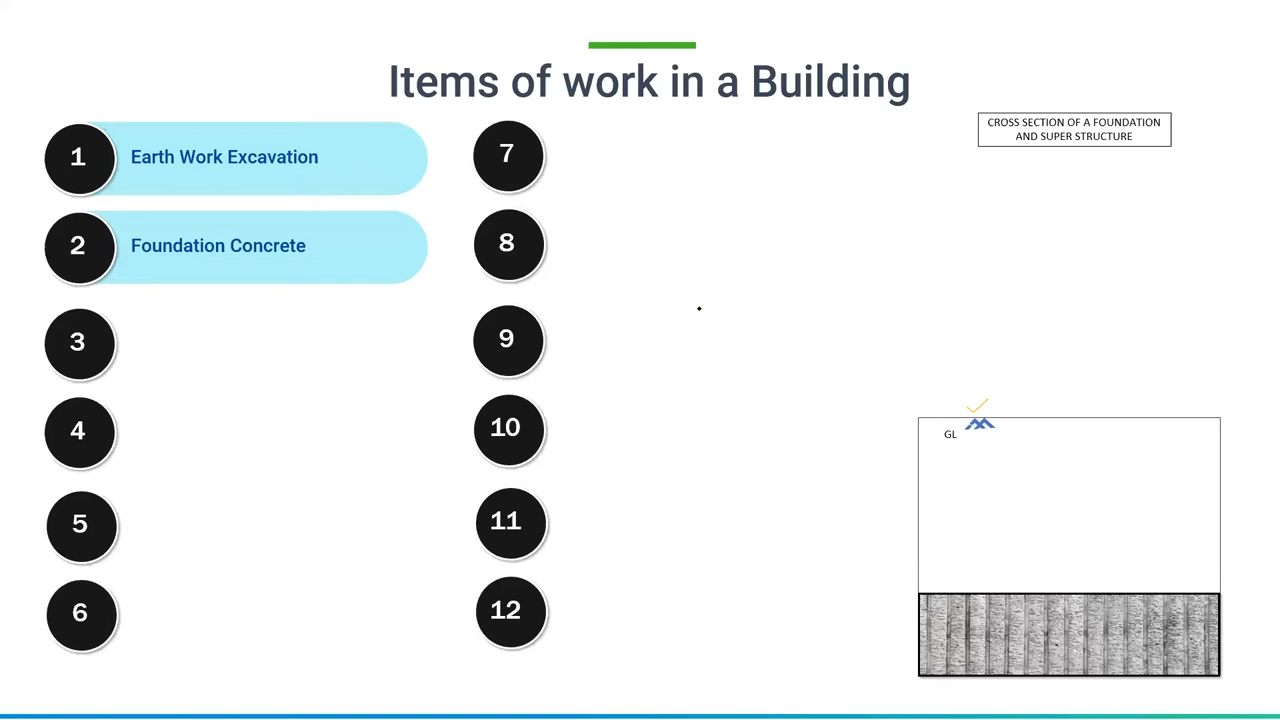 Items of work in a Building
CROSS SECTION OF A FOUNDATION
AND SUPER STRUCTURE
1
Earth Work Excavation
2
Foundation Concrete
3
4
5
6
7
8
9
10
11
12
GL